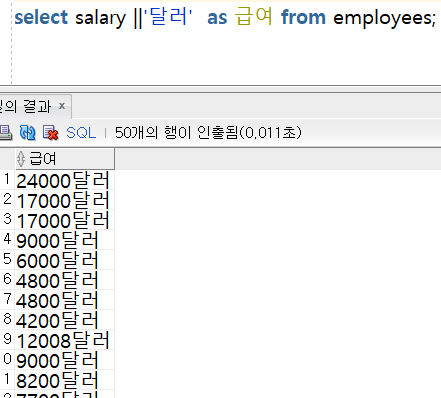 select salary ||'달러'  as 급여 from employees;
의 결과 x
SQL | 50개의 행이 인출됨(0,011초)
급여
1 24000달러
2 17000달러
3 17000달러
4 9000달러
5 6000달러
6 4800달러
7 4800달러
8 4200달러
9 12008달러
0 9000달러
1 8200달러